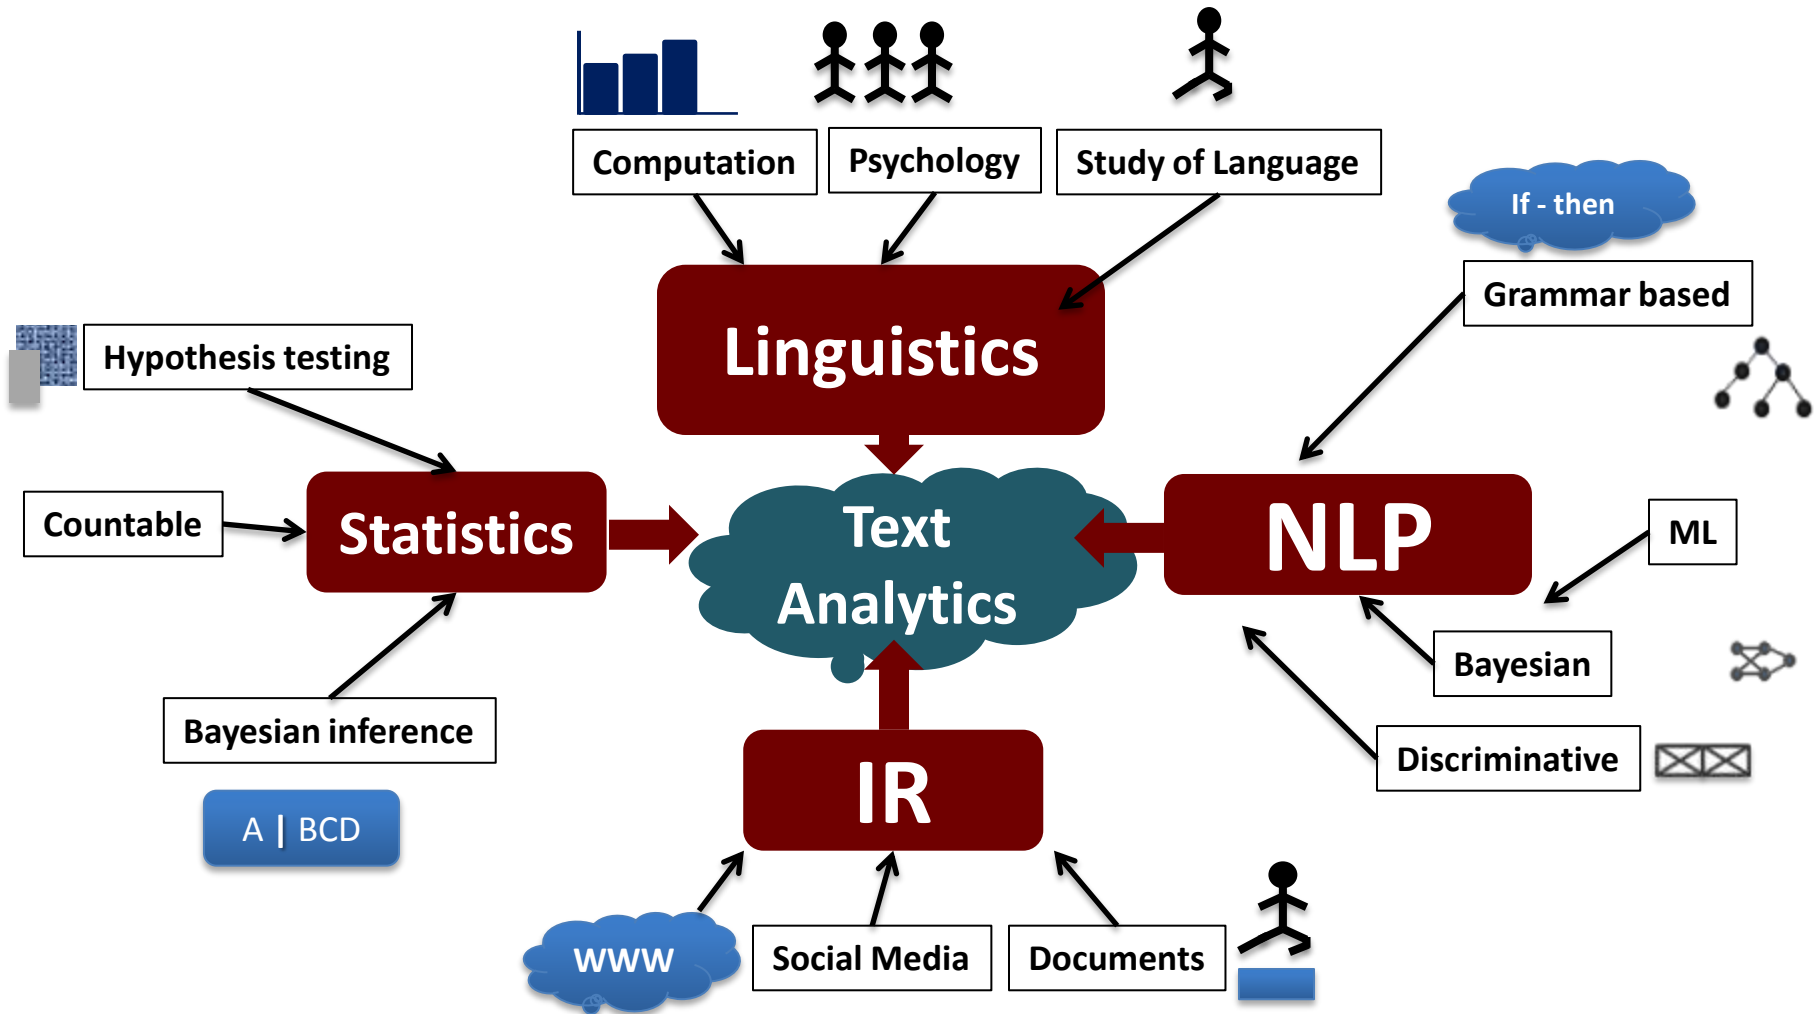 Computation
Psychology
Study of Language
If - then
Grammar based
Linguistics
Hypothesis testing
Countable
Statistics
Text
Analytics
NLP
ML
Bayesian
Discriminative
Bayesian inference
A | BCD
IR
WWW
Social Media
Documents